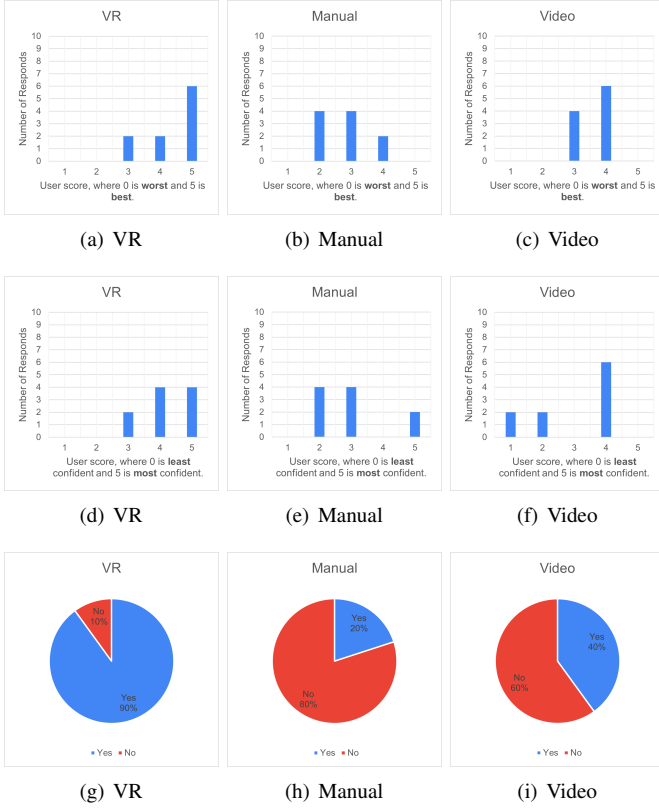 VR
Manual
Video
Number of Responds
10
9
8
7
6
5
4
3
2
1
0
1 2 3 4 5
User score, where 0 is worst and 5 is
best.
Number of Responds
10
9
8
7
6
5
4
3
2
1
0
1 2 3 4 5
User score, where 0 is worst and 5 is
best.
Number of Responds
10
9
8
7
6
5
4
3
2
1
0
1 2 3 4 5
User score, where 0 is worst and 5 is
best.
(a) VR
(b) Manual
(c) Video
VR
Manual
Video
Number of Responds
10
9
8
7
6
5
4
3
2
1
0
1 2 3 4 5
User score, where 0 is least
confident and 5 is most confident.
Number of Responds
10
9
8
7
6
5
4
3
2
1
0
1 2 3 4 5
User score, where 0 is least
confident and 5 is most confident.
Number of Responds
10
9
8
7
6
5
4
3
2
1
0
1 2 3 4 5
User score, where 0 is least
confident and 5 is most confident.
(d) VR
(e) Manual
(f) Video
VR
No
10%
Yes
90%
Yes No
Manual
Yes
20%
No
80%
Yes No
Video
Yes
40%
No
60%
Yes No
(g) VR
(h) Manual
(i) Video